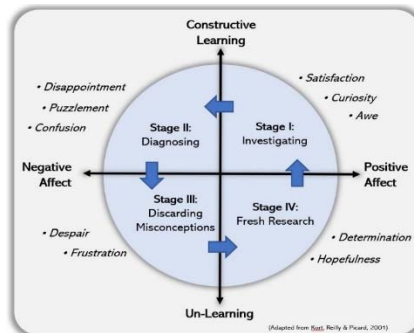 Constructive
Learning
• Disappointment
• Puzzlement
• Confusion
• Satisfaction
• Curiosity
• Awe
Stage II:
Diagnosing
Stage I:
Investigating
Negative
Affect
Positive
Affect
Stage III:
Discarding
Misconceptions
Stage IV:
Fresh Research
• Despair
• Frustration
• Determination
• Hopefulness
Un-Learning
(Adapted from Kort, Reilly & Picard, 2001)